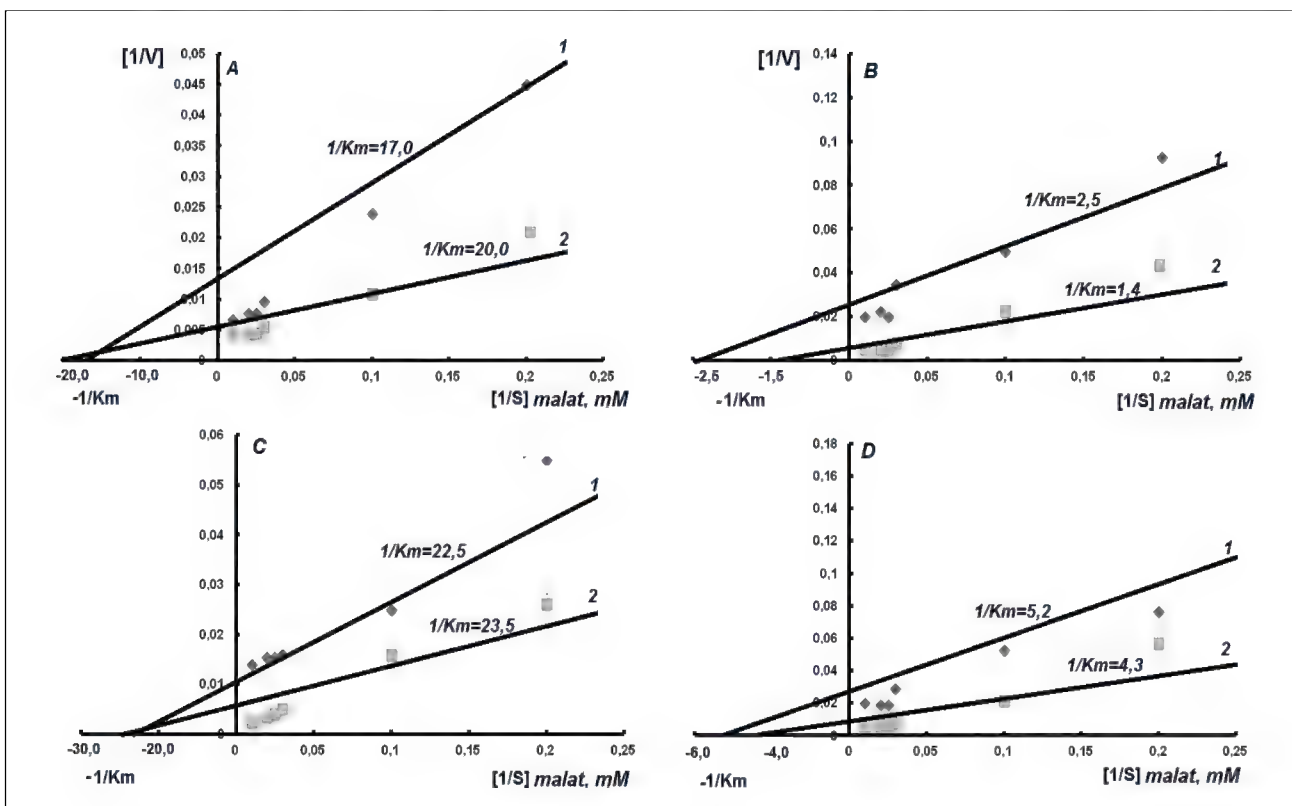 [1/V]
A
0,05
0,045
0,04
0,035
0,03
0,025
0,02
0,015
0,01
0,005
0
1
1/Km=17,0
2
1/Km=20,0
-20,0 -10,0 0 0,05 0,1 0,15 0,2 0,25
-1/Km [1/S] malat, mM
[1/V]
B
0,14
0,12
0,1
0,08
0,06
0,04
0,02
0
1
1/Km=2,5
2
1/Km=1,4
-2,5 -1,5 0 0,05 0,1 0,15 0,2 0,25
-1/Km [1/S] malat, mM
C
0,06
0,05
0,04
0,03
0,02
0,01
0
1
1/Km=22,5
2
1/Km=23,5
-30,0 -20,0 0 0,05 0,1 0,15 0,2 0,25
-1/Km [1/S] malat, mM
D
0,18
0,16
0,14
0,12
0,1
0,08
0,06
0,04
0,02
0
1
1/Km=5,2
2
1/Km=4,3
-6,0 -4,0 0 0,05 0,1 0,15 0,2 0,25
-1/Km [1/S] malat, mM